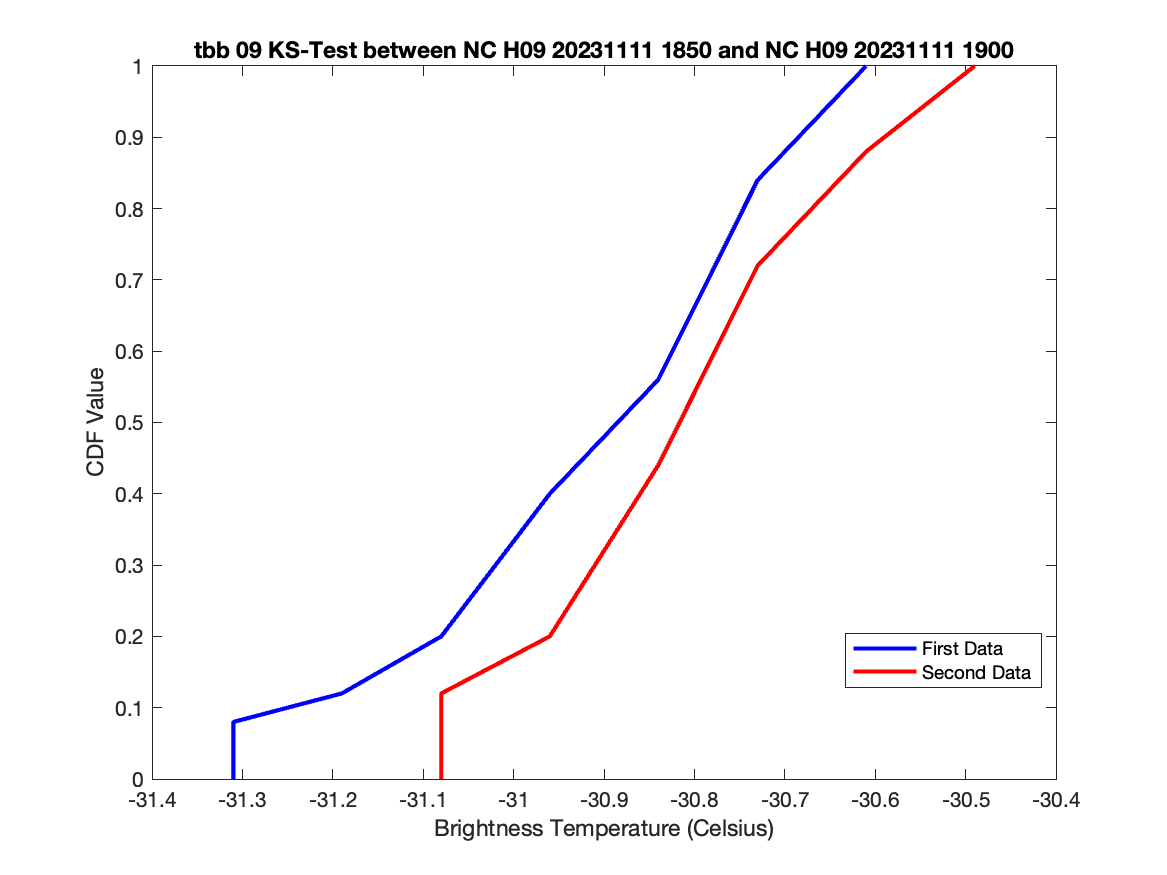 tbb 09 KS-Test between NC H09 20231111 1850 and NC H09 20231111 1900
1
0.9
0.8
0.7
0.6
0.5
0.4
0.3
0.2
0.1
0
CDF Value
First Data
Second Data
-31.4 -31.3 -31.2 -31.1 -31 -30.9 -30.8 -30.7 -30.6 -30.5 -30.4
Brightness Temperature (Celsius)